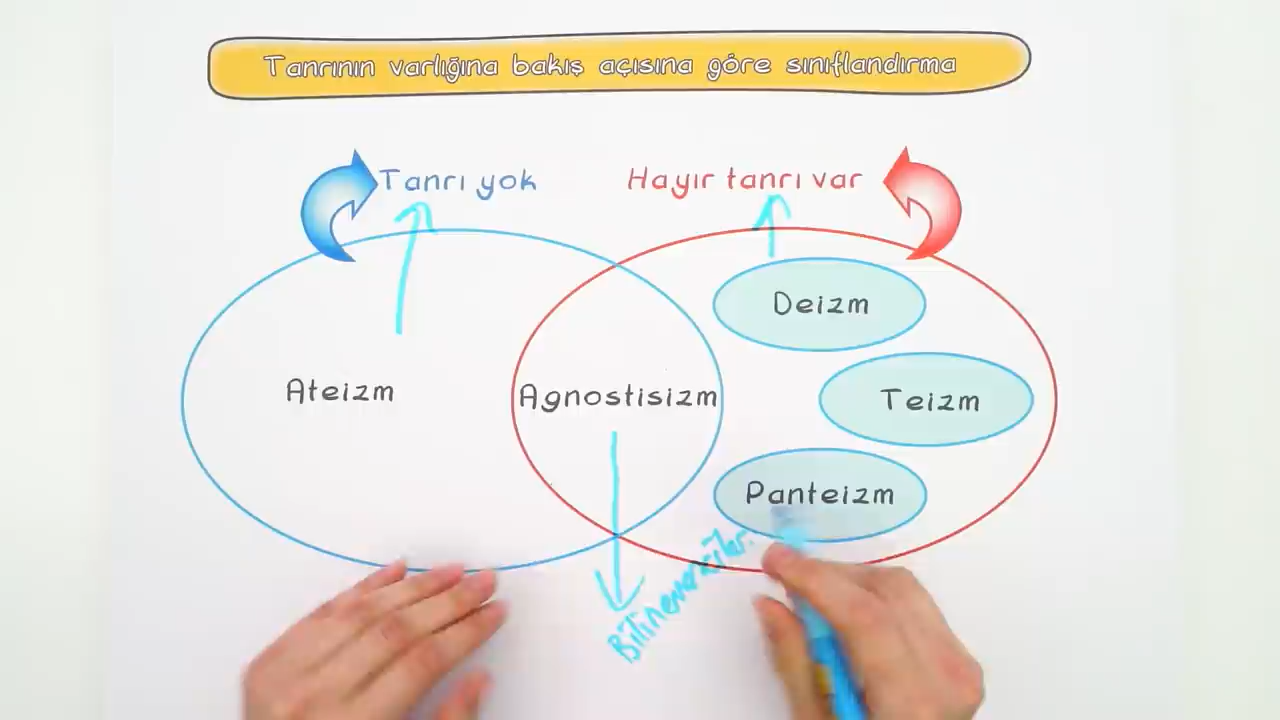 Tanrının varlığına bakış açısına göre sınıflandırma
Tanrı yok
Hayır tanrı var
Deizm
Ateizm
Agnostisizm
Teizm
Panteizm
Bilinemezciler.